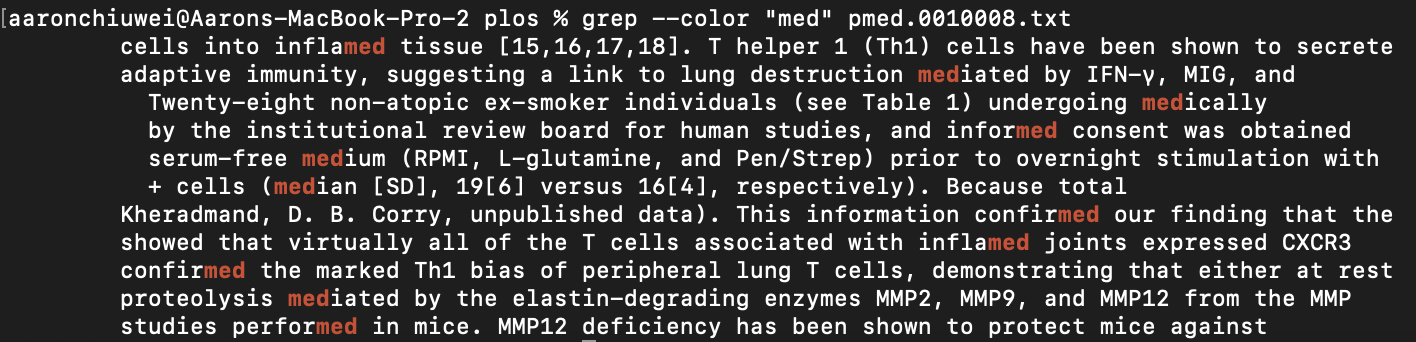 [aaronchiuwei@Aarons-MacBook-Pro-2 plos % grep --color "med" pmed.0010008.txt
cells into inflamed tissue [15,16,17,18]. T helper 1 (Th1) cells have been shown to secrete
adaptive immunity, suggesting a link to lung destruction mediated by IFN-γ, MIG, and
Twenty-eight non-atopic ex-smoker individuals (see Table 1) undergoing medically
by the institutional review board for human studies, and informed consent was obtained
serum-free medium (RPMI, L-glutamine, and Pen/Strep) prior to overnight stimulation with
+ cells (median [SD], 19[6] versus 16[4], respectively). Because total
Kheradmand, D. B. Corry, unpublished data). This information confirmed our finding that the
showed that virtually all of the T cells associated with inflamed joints expressed CXCR3
confirmed the marked Th1 bias of peripheral lung T cells, demonstrating that either at rest
proteolysis mediated by the elastin-degrading enzymes MMP2, MMP9, and MMP12 from the MMP
studies performed in mice. MMP12 deficiency has been shown to protect mice against